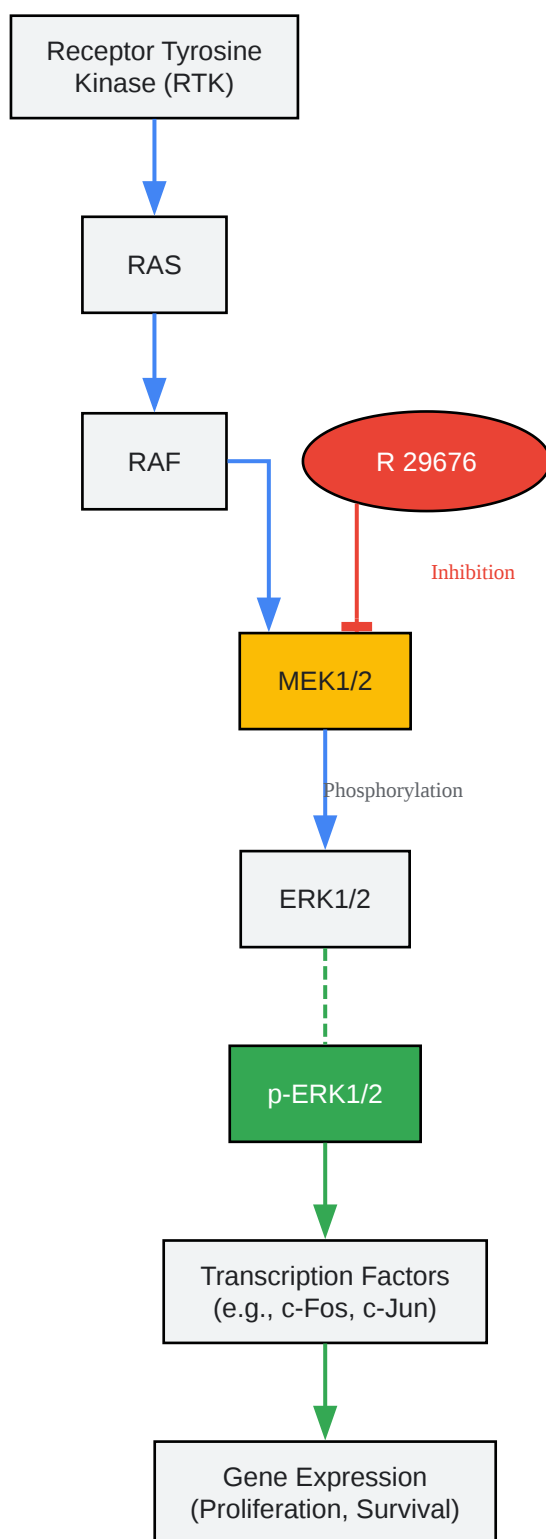 Receptor Tyrosine
Kinase (RTK)
RAS
RAF
R 29676
Inhibition
MEK1/2
Phosphorylation
ERK1/2
p-ERK1/2
Transcription Factors
(e.g., c-Fos, c-Jun)
Gene Expression
(Proliferation, Survival)